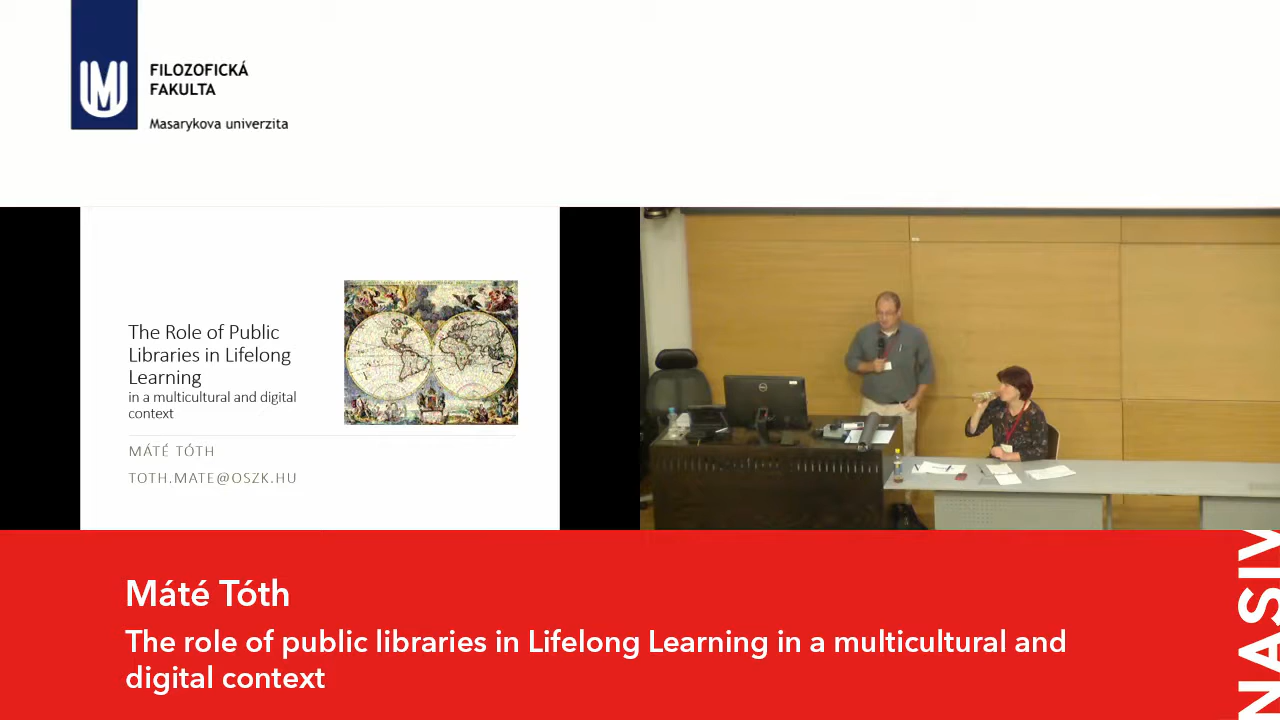 FILOZOFICKÁ
FAKULTA
Masarykova univerzita
The Role of Public
Libraries in Lifelong
Learning
in a multicultural and digital
context
MÁTÉ TÓTH
TOTH.MATE@OSZK.HU
Máté Tóth
The role of public libraries in Lifelong Learning in a multicultural and
digital context